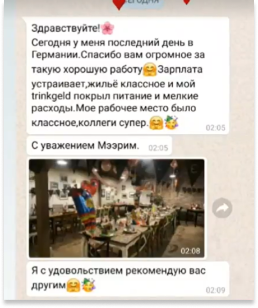 СЕГОДНЯ
Здравствуйте!🌸
Сегодня у меня последний день в
Германии.Спасибо вам огромное за
такую хорошую работу🤗Зарплата
устраивает,жильё классное и мой
trinkgeld покрыл питание и мелкие
расходы.Мое рабочее место было
классное,коллеги супер.🤗🥰
02:05
С уважением Мээрим. 02:05
02:08
Я с удовольствием рекомендую вас
другим🤗🥰
02:09